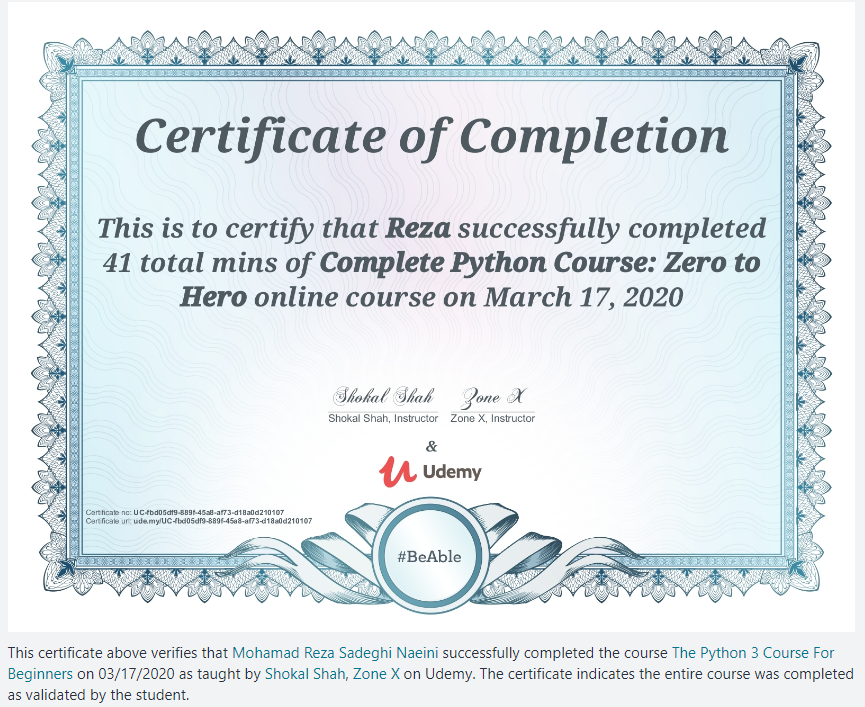 Certificate of Completion
This is to certify that Reza successfully completed
41 total mins of Complete Python Course: Zero to
Hero online course on March 17, 2020
Shokal Shah Zone X
Shokal Shah, Instructor Zone X, Instructor
&
Udemy
Certificate no: UC-fbd05df9-889f-45a8-af73-d18a0d210107
Certificate url: ude.my/UC-fbd05df9-889f-45a8-af73-d18a0d210107
#BeAble
This certificate above verifies that Mohamad Reza Sadeghi Naeini successfully completed the course The Python 3 Course For
Beginners on 03/17/2020 as taught by Shokal Shah, Zone X on Udemy. The certificate indicates the entire course was completed
as validated by the student.